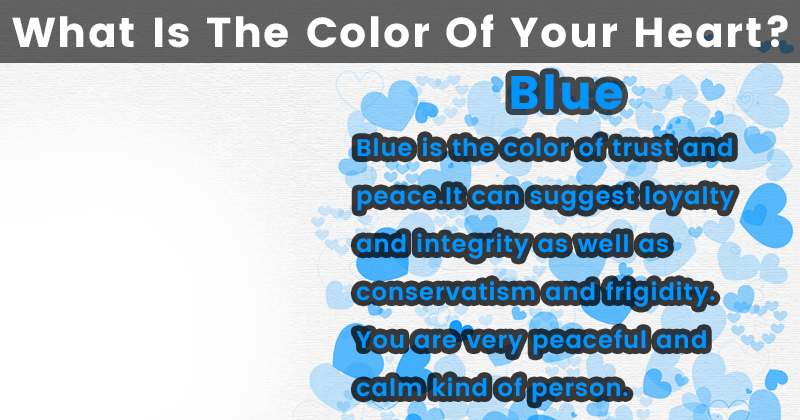 What Is The Color Of Your Heart?
Blue
Blue is the color of trust and
peace.It can suggest loyalty
and integrity as well as
conservatism and frigidity.
You are very peaceful and
calm kind of person.